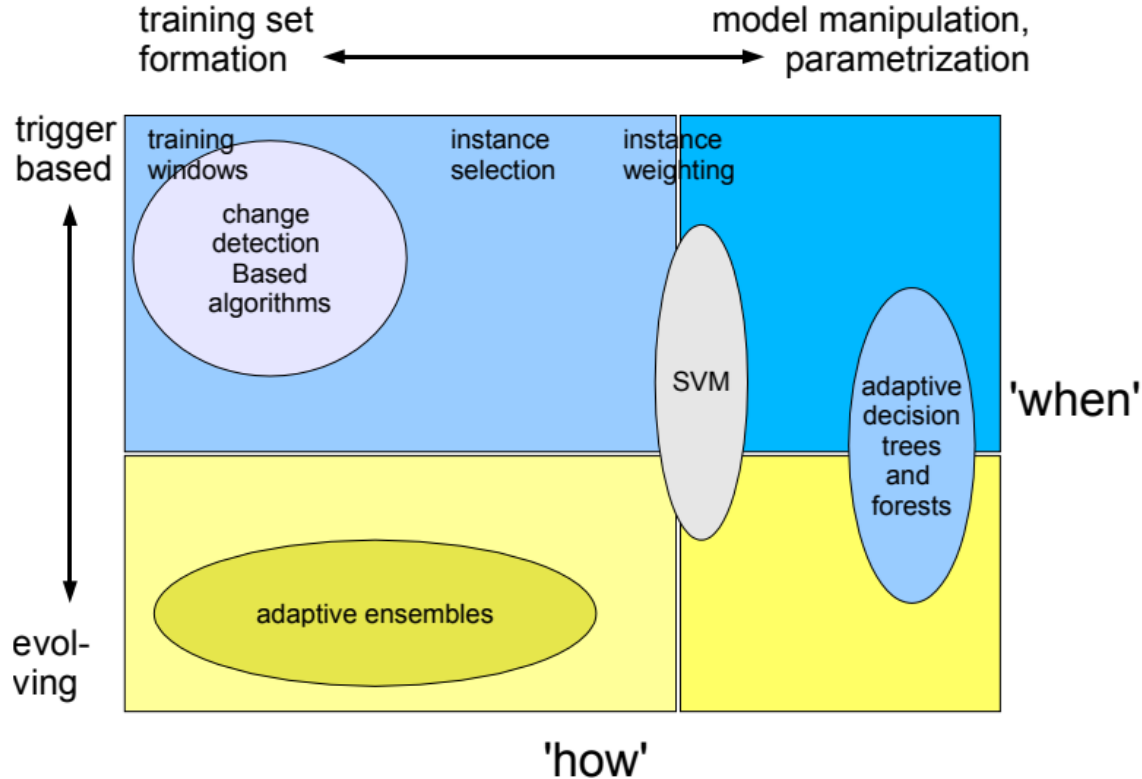 training set
formation
model manipulation,
parametrization
trigger
based
training
windows
instance
selection
instance
weighting
change
detection
Based
algorithms
SVM
adaptive
decision
trees
and
forests
'when'
adaptive ensembles
evol-
ving
'how'